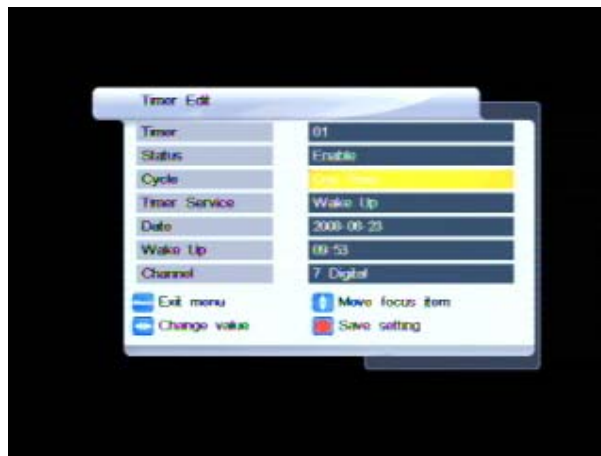 Timer Edit
Timer 01
Status Enable
Cycle
Timer Service Wake Up
Date 2008-06-23
Wake Up 09:53
Channel 7 Digital
Exit menu Move focus item
Change value Save setting